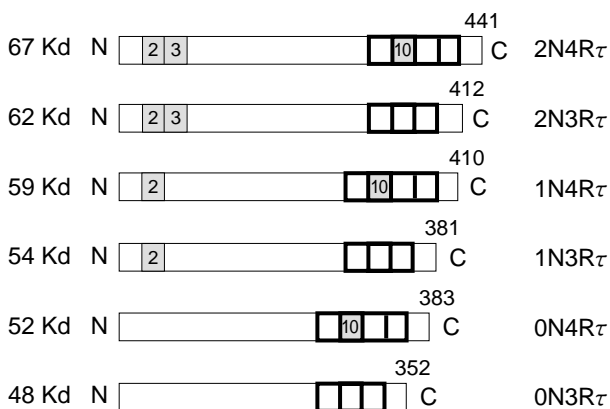 441
67 Kd N 2 3 10 C 2N4Rτ
412
62 Kd N 2 3 C 2N3Rτ
410
59 Kd N 2 10 C 1N4Rτ
381
54 Kd N 2 C 1N3Rτ
383
52 Kd N 10 C 0N4Rτ
352
48 Kd N C 0N3Rτ